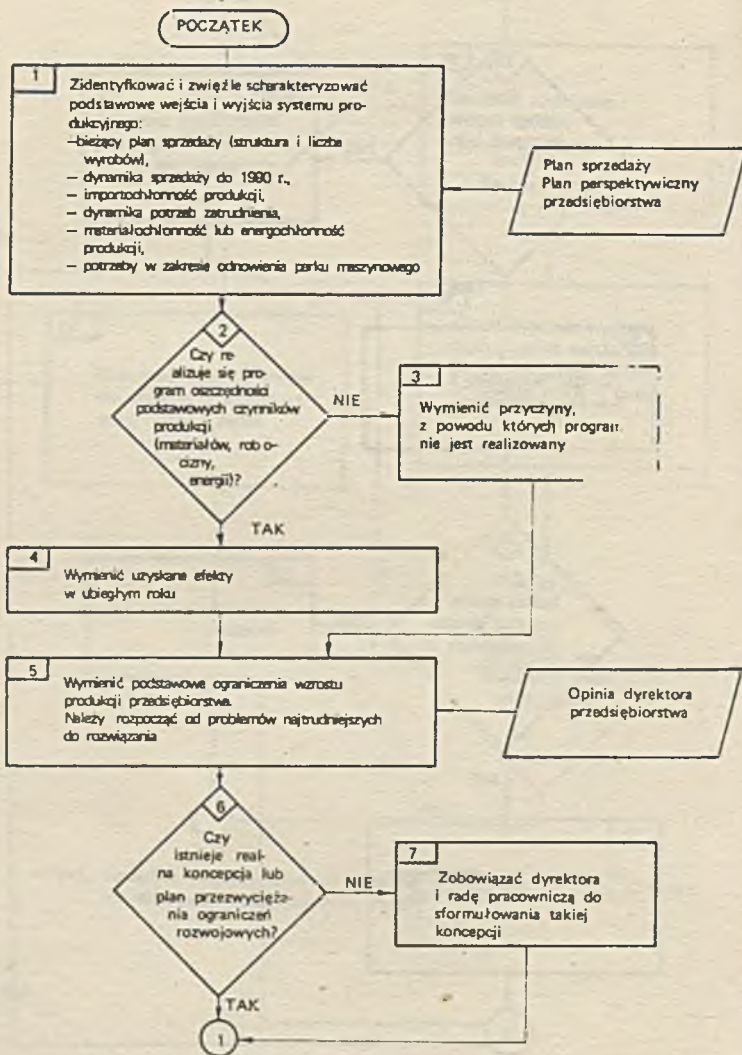 POCZĄTEK
1
Zidentyfkować i zwięźle scharakteryzować
podstawowe wejścia i wyjścia systemu pro-
dukcyjnego:
—bieżący plan sprzedaży (struktura i liczba
wyrobów),
— dynamika sprzedaży do 1990 r.,
— importochłonność produkcji,
— dynamika potrzeb zatrudnienia,
— materiałochłonność lub energochłonność
produkcji,
— potrzeby w zakresie odnowienia parku maszynowego
Plan sprzedaży
Plan perspektywiczny
przedsiębiorstwa
2
Czy re-
alizuje się pro-
gram oszczędności
podstawowych czynników
produkcji
(materiałów, robo-
cizny,
energii)?
NIE
3
Wymienić przyczyny,
z powodu których program
nie jest realizowany
TAK
4
Wymienić uzyskane efekty
w ubiegłym roku
5
Wymienić podstawowe ograniczenia wzrostu
produkcji przedsiębiorstwa.
Należy rozpocząć od problemów najtrudniejszych
do rozwiązania
Opinia dyrektora
przedsiębiorstwa
6
Czy
istnieje real-
na koncepcja lub
plan przezwycięża-
nia ograniczeń
rozwojowych?
NIE
7
Zobowiązać dyrektora
i radę pracowniczą do
sformułowania takiej
koncepcji
TAK
1